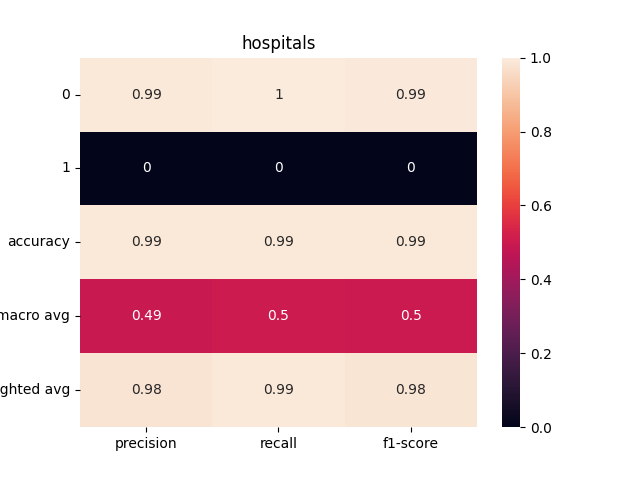 hospitals
0 0.99 1 0.99
1 0 0 0
accuracy 0.99 0.99 0.99
macro avg 0.49 0.5 0.5
ghted avg 0.98 0.99 0.98
precision recall f1-score
1.0
0.8
0.6
0.4
0.2
0.0